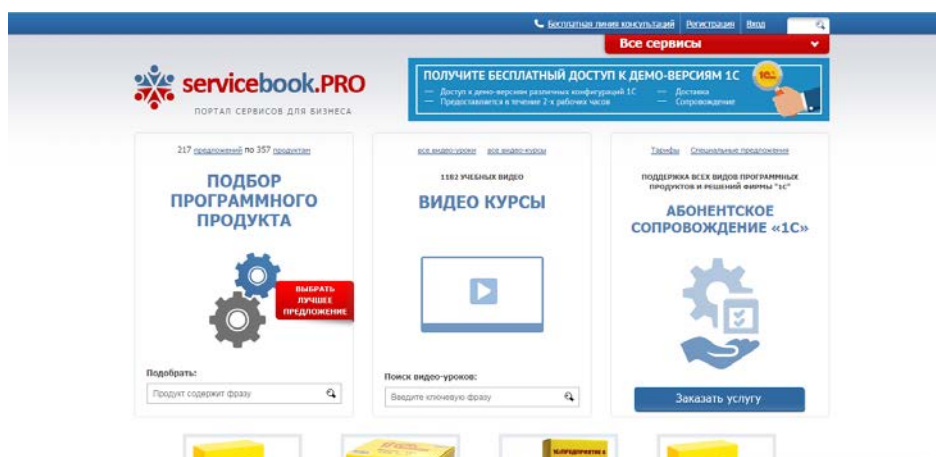 Бесплатная линия консультаций Регистрация Вход
Все сервисы
servicebook.PRO
ПОРТАЛ СЕРВИСОВ ДЛЯ БИЗНЕСА
ПОЛУЧИТЕ БЕСПЛАТНЫЙ ДОСТУП К ДЕМО-ВЕРСИЯМ 1С
— Доступ к демо-версиям различных конфигураций 1С — Доставка
— Предоставляется в течение 2-х рабочих часов — Сопровождение
1С
217 предложений по 357 продуктам
ПОДБОР
ПРОГРАММНОГО
ПРОДУКТА
ВЫБРАТЬ
ЛУЧШЕЕ
ПРЕДЛОЖЕНИЕ
Подобрать:
Продукт содержит фразу
все видео-уроки все видео-курсы
1182 УЧЕБНЫХ ВИДЕО
ВИДЕО КУРСЫ
Поиск видео-уроков:
Введите ключевую фразу
Тарифы Специальные предложения
ПОДДЕРЖКА ВСЕХ ВИДОВ ПРОГРАММНЫХ
ПРОДУКТОВ И РЕШЕНИЙ ФИРМЫ "1С"
АБОНЕНТСКОЕ
СОПРОВОЖДЕНИЕ «1С»
Заказать услугу
1С:ПРЕДПРИЯТИЕ 8